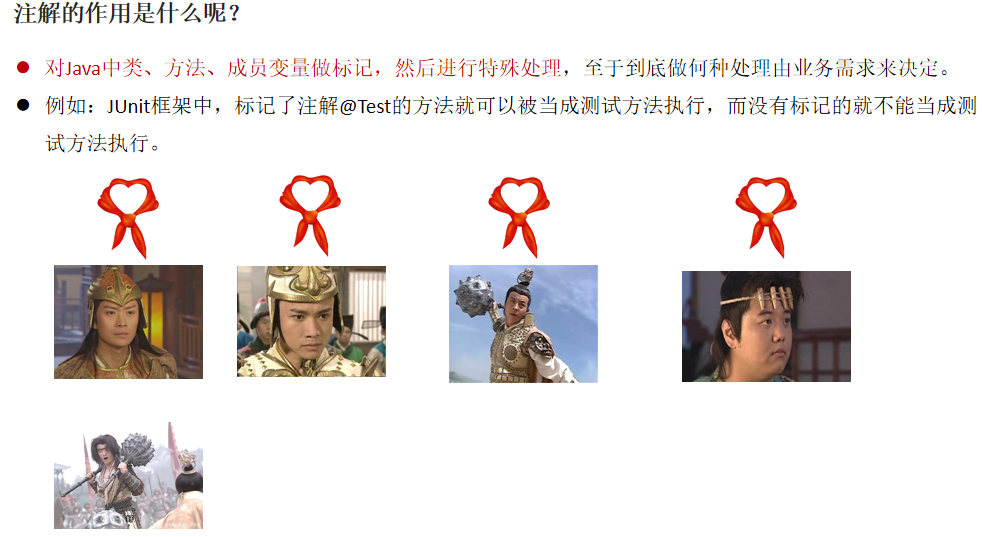 注解的作用是什么呢？
对Java中类、方法、成员变量做标记，然后进行特殊处理，至于到底做何种处理由业务需求来决定。
例如：JUnit框架中，标记了注解@Test的方法就可以被当成测试方法执行，而没有标记的就不能当成测
试方法执行。